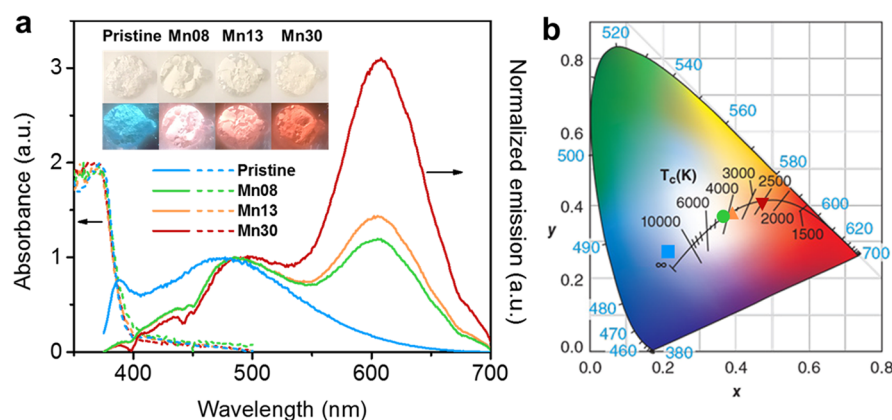 a
Pristine Mn08 Mn13 Mn30
Pristine
Mn08
Mn13
Mn30
Absorbance (a.u.)
3
2
1
0
400 500 600 700
Wavelength (nm)
Normalized emission (a.u.)
b
0.8
0.6
0.4
0.2
0.0
y
0.0 0.2 0.4 0.6 0.8
x
520
540
560
580
600
620
700
500
490
480
470
460
380
Tc(K)
∞
10000
6000
4000
3000
2500
2000
1500